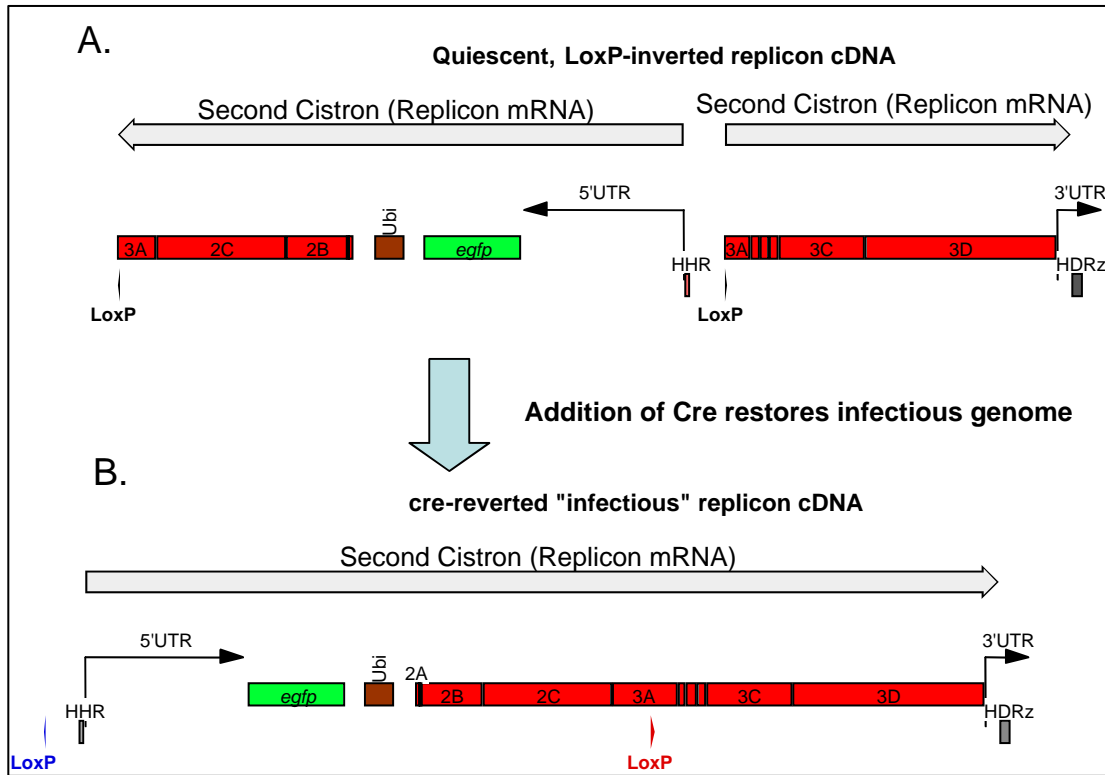 A.
Quiescent, LoxP-inverted replicon cDNA
Second Cistron (Replicon mRNA)
Second Cistron (Replicon mRNA)
5'UTR
3'UTR
Ubi
3A
2C
2B
egfp
3A
3C
3D
HHR
HDRz
LoxP
LoxP
Addition of Cre restores infectious genome
B.
cre-reverted "infectious" replicon cDNA
Second Cistron (Replicon mRNA)
5'UTR
3'UTR
Ubi
2A
egfp
2B
2C
3A
3C
3D
HHR
HDRz
LoxP
LoxP